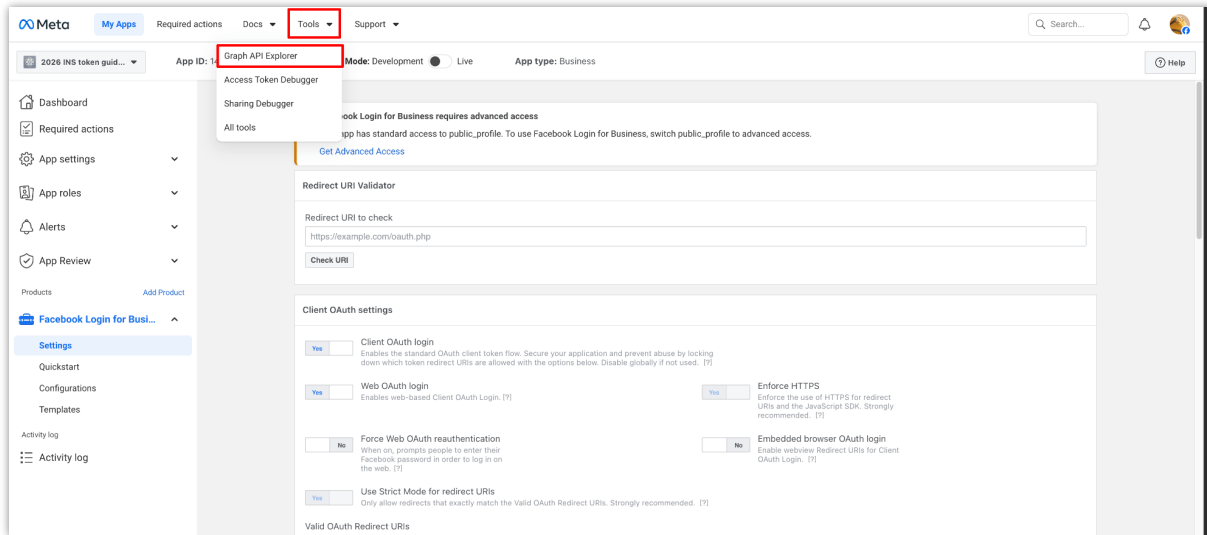 Meta
My Apps
Required actions
Docs
Tools
Support
Search...
2026 INS token guid...
App ID: 14
Mode: Development
Live
App type: Business
Help
Graph API Explorer
Access Token Debugger
Sharing Debugger
All tools
Dashboard
Required actions
App settings
App roles
Alerts
App Review
Products
Add Product
Facebook Login for Busi...
Settings
Quickstart
Configurations
Templates
Activity log
Activity log
ook Login for Business requires advanced access
app has standard access to public_profile. To use Facebook Login for Business, switch public_profile to advanced access.
Get Advanced Access
Redirect URI Validator
Redirect URI to check
https://example.com/oauth.php
Check URI
Client OAuth settings
Yes
Client OAuth login
Enables the standard OAuth client token flow. Secure your application and prevent abuse by locking
down which token redirect URIs are allowed with the options below. Disable globally if not used. [?]
Yes
Web OAuth login
Enables web-based Client OAuth Login. [?]
Yes
Enforce HTTPS
Enforce the use of HTTPS for redirect
URIs and the JavaScript SDK. Strongly
recommended. [?]
No
Force Web OAuth reauthentication
When on, prompts people to enter their
Facebook password in order to log in on
the web. [?]
No
Embedded browser OAuth login
Enable webview Redirect URIs for Client
OAuth Login. [?]
Yes
Use Strict Mode for redirect URIs
Only allow redirects that exactly match the Valid OAuth Redirect URIs. Strongly recommended. [?]
Valid OAuth Redirect URIs